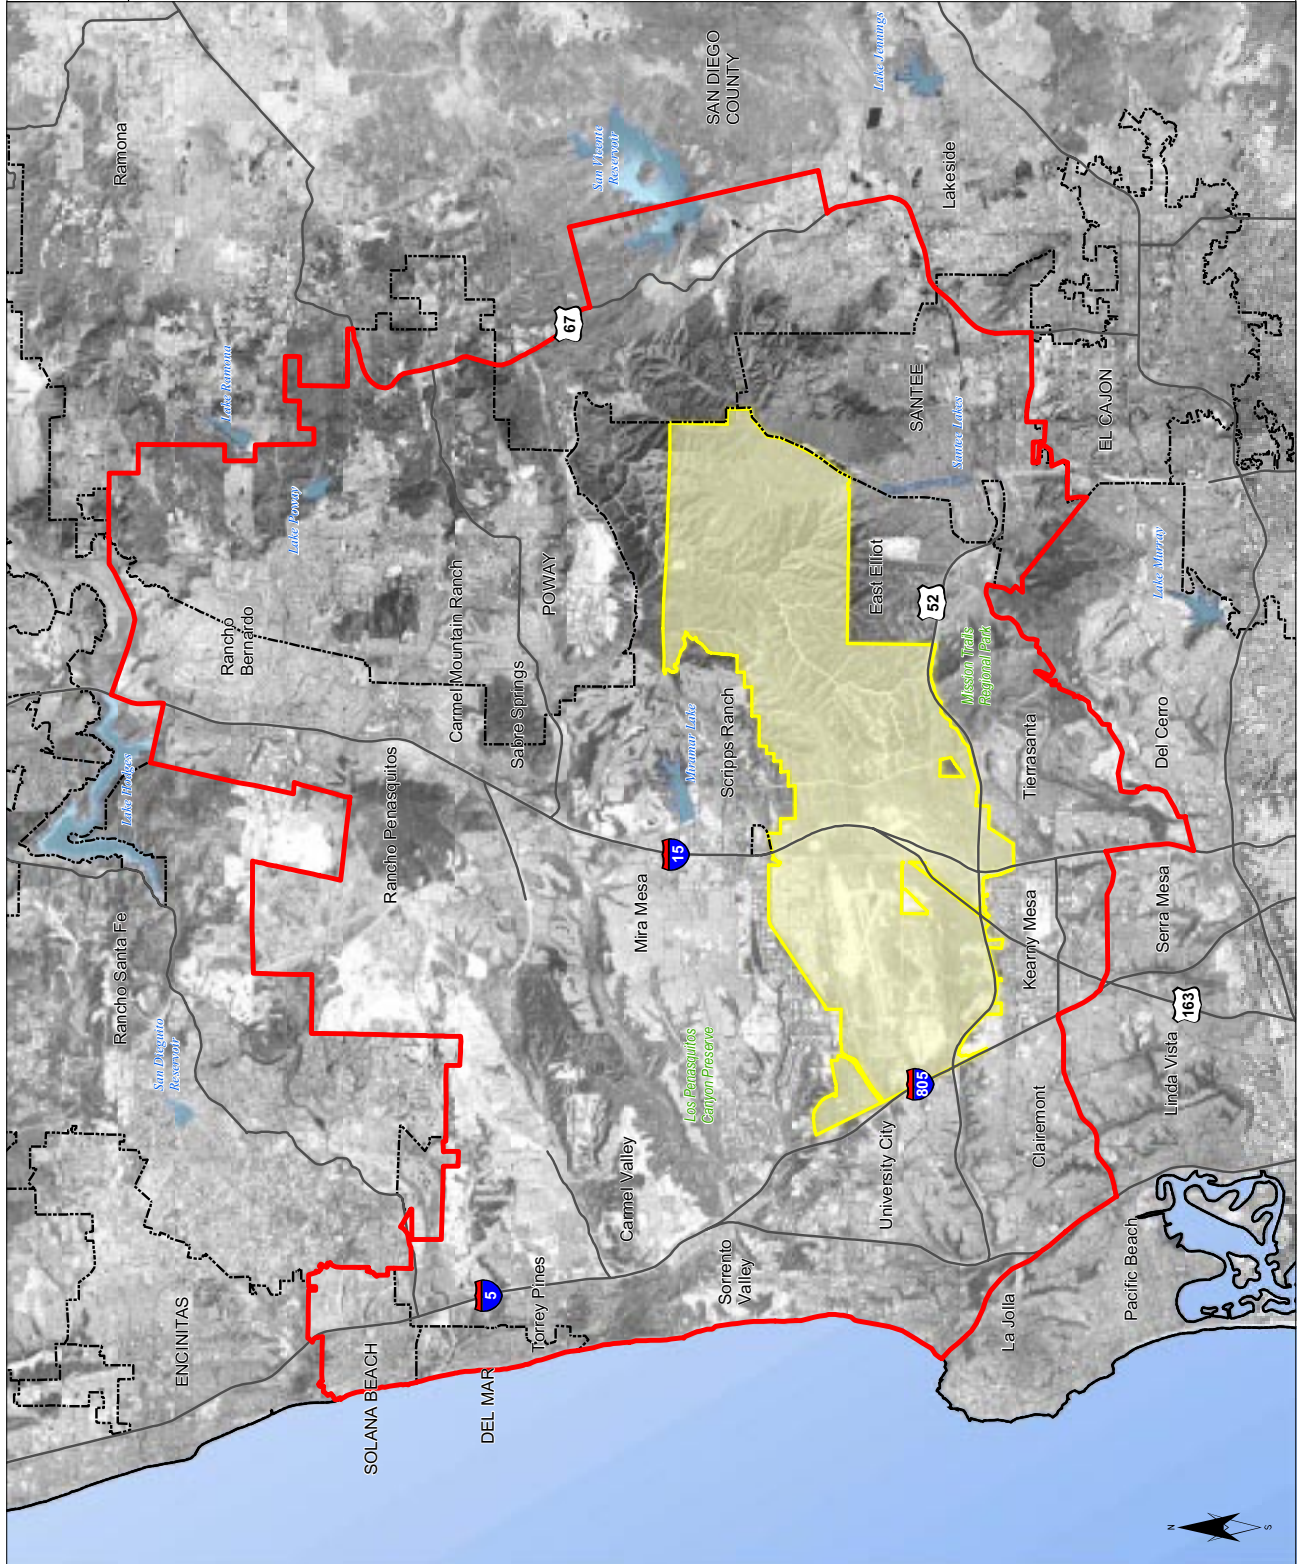 Ramona
SAN DIEGO
COUNTY
Lake Jennings
San Vicente
Reservoir
Lakeside
67
Lake Ramona
SANTEE
Santee Lakes
EL CAJON
Lake Poway
Rancho
Bernardo
Carmel Mountain Ranch
POWAY
Sabre Springs
East Elliot
52
Mission Trails
Regional Park
Lake Murray
Lake Hodges
Rancho Penasquitos
Miramar Lake
Scripps Ranch
Tierrasanta
Del Cerro
15
Mira Mesa
Kearny Mesa
Serra Mesa
Rancho Santa Fe
San Dieguito
Reservoir
Los Penasquitos
Canyon Preserve
805
163
Linda Vista
Clairemont
University City
Carmel Valley
Sorrento
Valley
Pacific Beach
La Jolla
ENCINITAS
5
Torrey Pines
SOLANA BEACH
DEL MAR
N
S